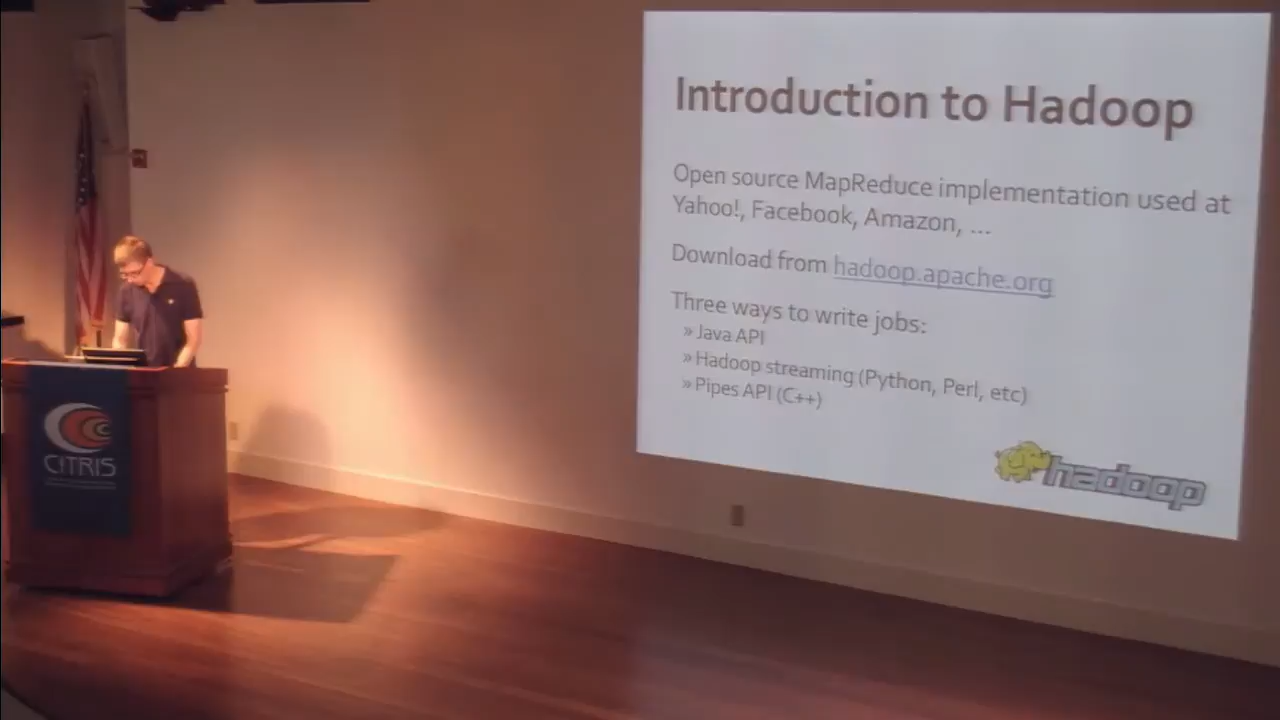 Introduction to Hadoop
Open source MapReduce implementation used at
Yahoo!, Facebook, Amazon, ...
Download from hadoop.apache.org
Three ways to write jobs:
» Java API
» Hadoop streaming (Python, Perl, etc)
» Pipes API (C++)
hadoop
CITRIS